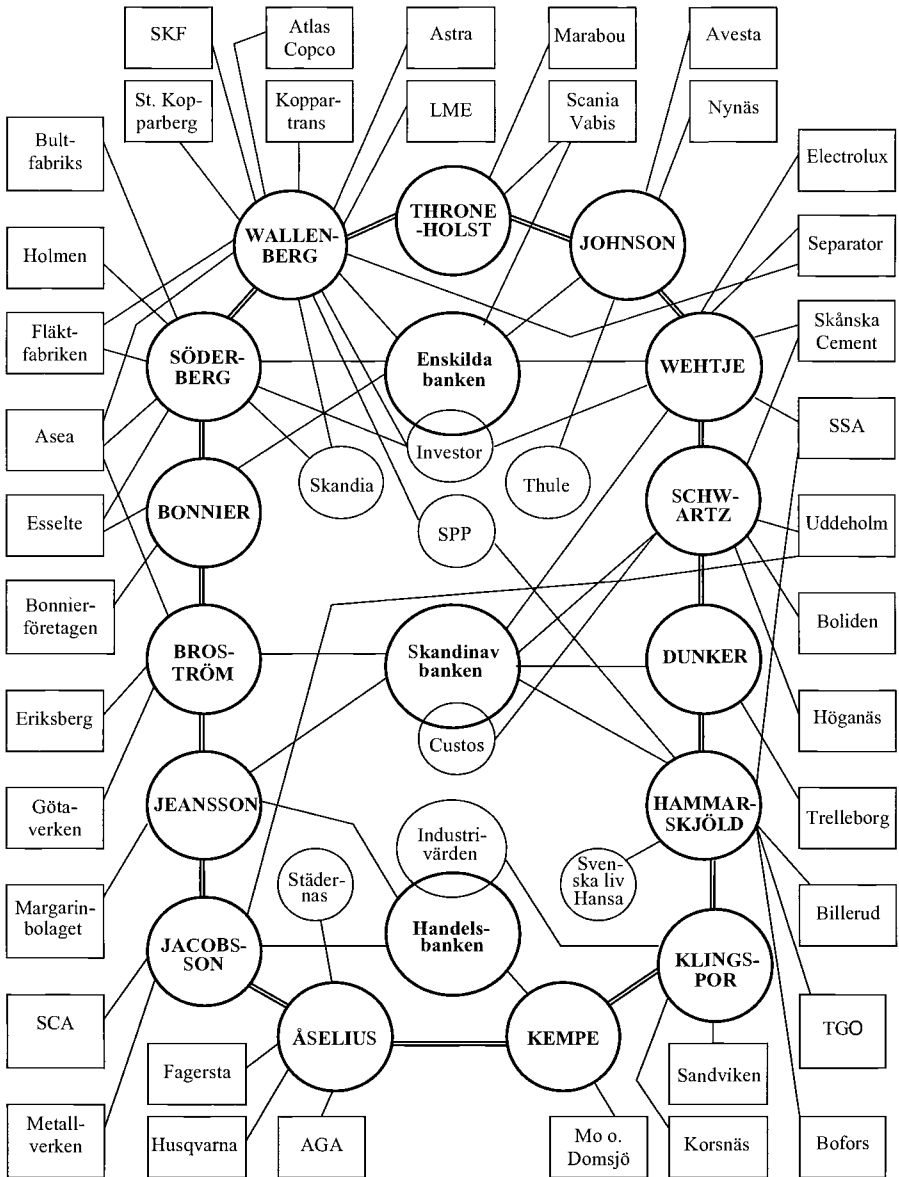 SKF
Atlas
Copco
Astra
Marabou
Avesta
St. Kop-
parberg
Koppar-
trans
LME
Scania
Vabis
Nynäs
Bult-
fabriks
Electrolux
THRONE
-HOLST
WALLEN-
BERG
JOHNSON
Holmen
Separator
Fläkt-
fabriken
Skånska
Cement
SÖDER-
BERG
Enskilda
banken
WEHTJE
Asea
Investor
SSA
Skandia
Thule
BONNIER
SCHW-
ARTZ
Esselte
SPP
Uddeholm
Bonnier-
företagen
Boliden
BROS-
TRÖM
Skandinav
banken
DUNKER
Eriksberg
Höganäs
Custos
Göta-
verken
JEANSSON
HAMMAR-
SKJÖLD
Trelleborg
Industri-
värden
Städer-
nas
Sven-
ska liv
Hansa
Margarin-
bolaget
Billerud
JACOBS-
SON
Handels-
banken
KLINGS-
POR
SCA
TGO
ÅSELIUS
KEMPE
Fagersta
Sandviken
Metall-
verken
Husqvarna
AGA
Mo o.
Domsjö
Korsnäs
Bofors